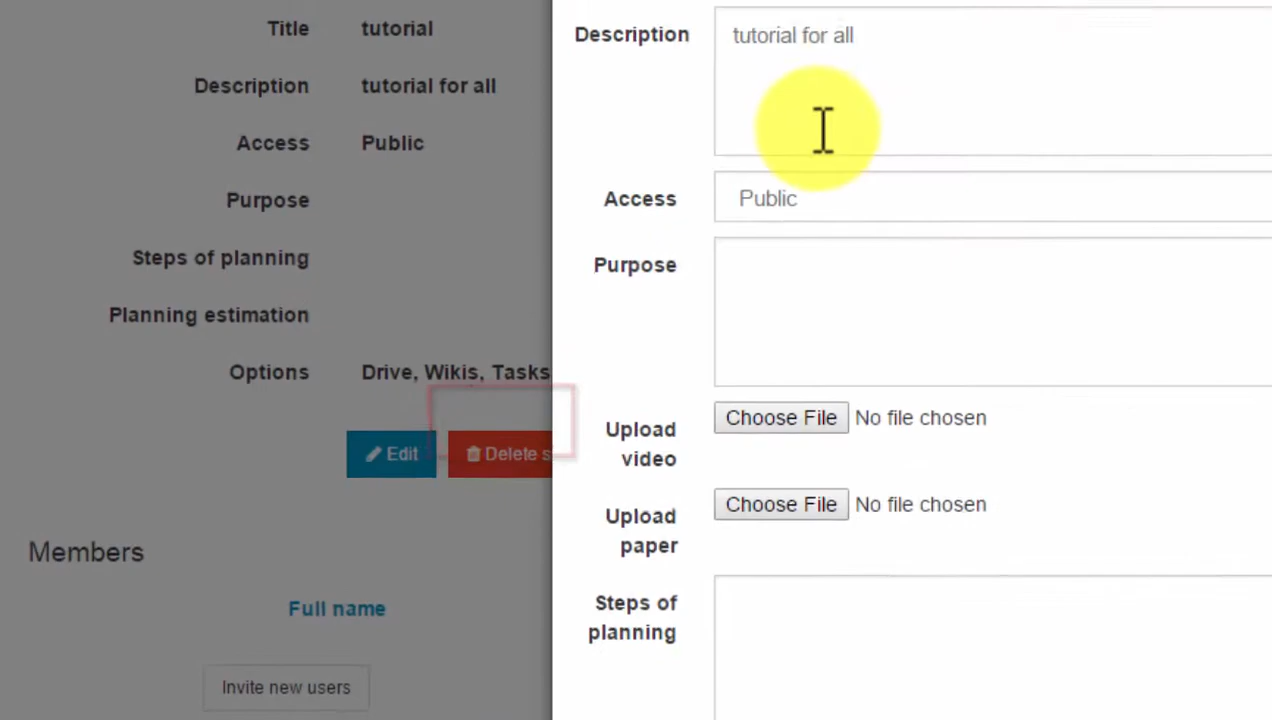 Title tutorial
Description tutorial for all
Access Public
Purpose
Steps of planning
Planning estimation
Options Drive, Wikis, Tasks
Edit Delete s
Members
Full name
Invite new users
Description tutorial for all
Access Public
Purpose
Upload
video
Choose File No file chosen
Upload
paper
Choose File No file chosen
Steps of
planning